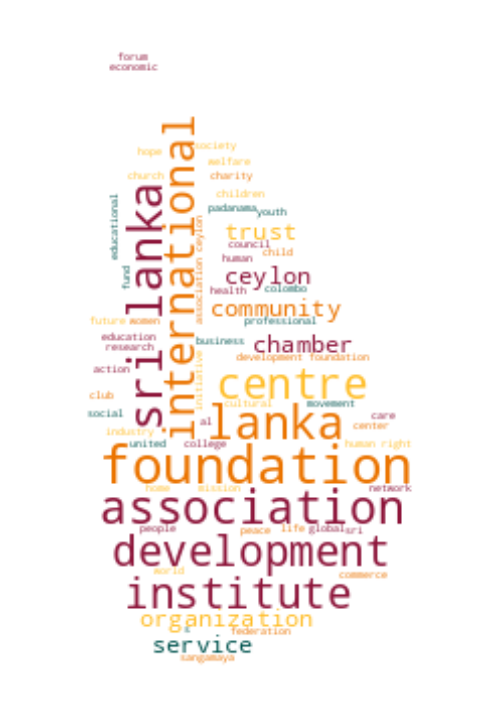 forum
economic
international
society
hope
welfare
church
charity
sri lanka
children
educational
padanama
youth
association ceylon
trust
council
child
human
fund
ceylon
health
colombo
community
future
women
professional
education
business
chamber
research
development foundation
initiative
action
centre
club
cultural
movement
social
lanka
care
al
center
industry
united
college
human right
foundation
home
mission
network
association
people
peace
life
global
sri
development
world
commerce
institute
organization
s
federation
service
sangamaya